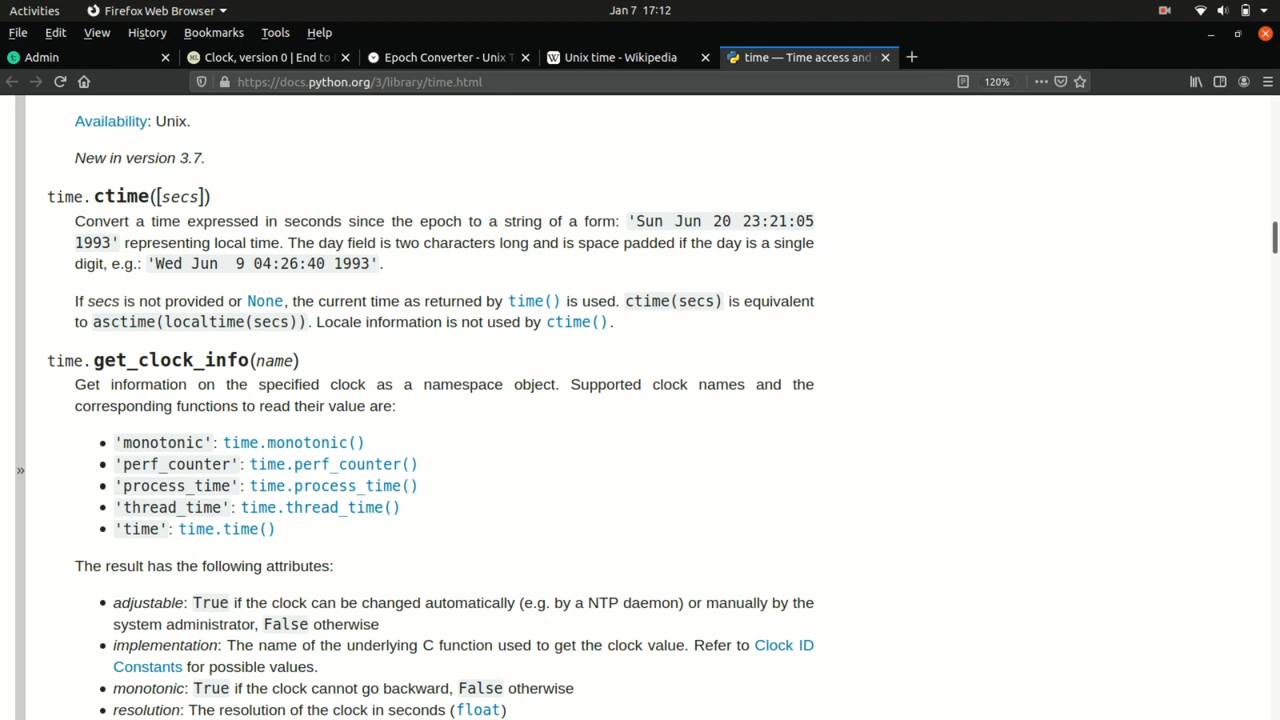 Activities Firefox Web Browser Jan 7 17:12
File Edit View History Bookmarks Tools Help
Admin Clock, version 0 | End to Epoch Converter - Unix T Unix time - Wikipedia time — Time access and
https://docs.python.org/3/library/time.html 120%
Availability: Unix.
New in version 3.7.
time.ctime([secs])
Convert a time expressed in seconds since the epoch to a string of a form: 'Sun Jun 20 23:21:05
1993' representing local time. The day field is two characters long and is space padded if the day is a single
digit, e.g.: 'Wed Jun  9 04:26:40 1993'.
If secs is not provided or None, the current time as returned by time() is used. ctime(secs) is equivalent
to asctime(localtime(secs)). Locale information is not used by ctime().
time.get_clock_info(name)
Get information on the specified clock as a namespace object. Supported clock names and the
corresponding functions to read their value are:
• 'monotonic': time.monotonic()
• 'perf_counter': time.perf_counter()
• 'process_time': time.process_time()
• 'thread_time': time.thread_time()
• 'time': time.time()
The result has the following attributes:
• adjustable: True if the clock can be changed automatically (e.g. by a NTP daemon) or manually by the
system administrator, False otherwise
• implementation: The name of the underlying C function used to get the clock value. Refer to Clock ID
Constants for possible values.
• monotonic: True if the clock cannot go backward, False otherwise
• resolution: The resolution of the clock in seconds (float)